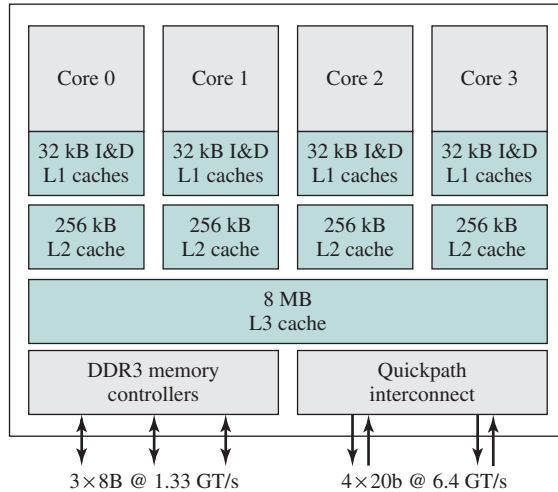 Core 0
Core 1
Core 2
Core 3
32 kB I&D
L1 caches
32 kB I&D
L1 caches
32 kB I&D
L1 caches
32 kB I&D
L1 caches
256 kB
L2 cache
256 kB
L2 cache
256 kB
L2 cache
256 kB
L2 cache
8 MB
L3 cache
DDR3 memory
controllers
Quickpath
interconnect
3×8B @ 1.33 GT/s
4×20b @ 6.4 GT/s